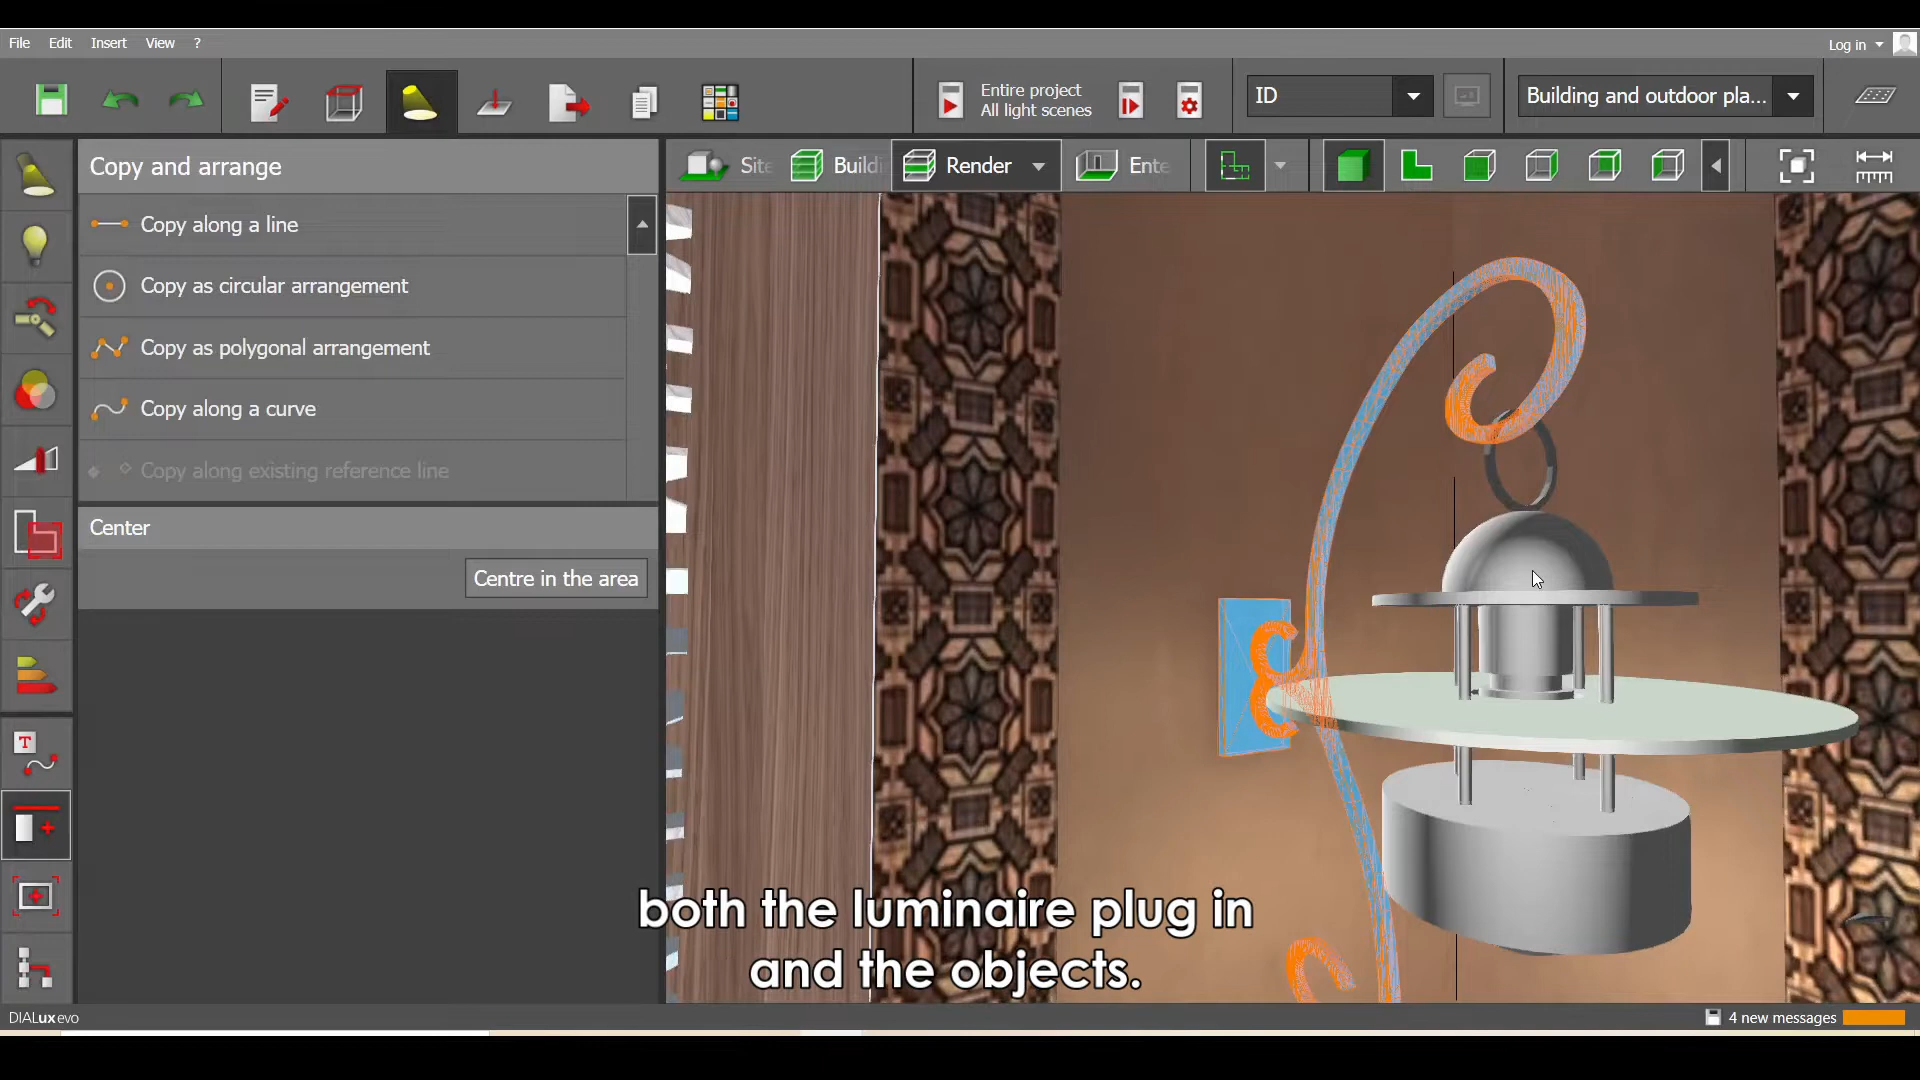 File Edit Insert View ?
Log in
Entire project
All light scenes
ID
Building and outdoor pla...
Copy and arrange
Site
Buildi
Render
Ente
Copy along a line
Copy as circular arrangement
Copy as polygonal arrangement
Copy along a curve
Copy along existing reference line
Center
Centre in the area
T
both the luminaire plug in
and the objects.
DIALux evo
4 new messages